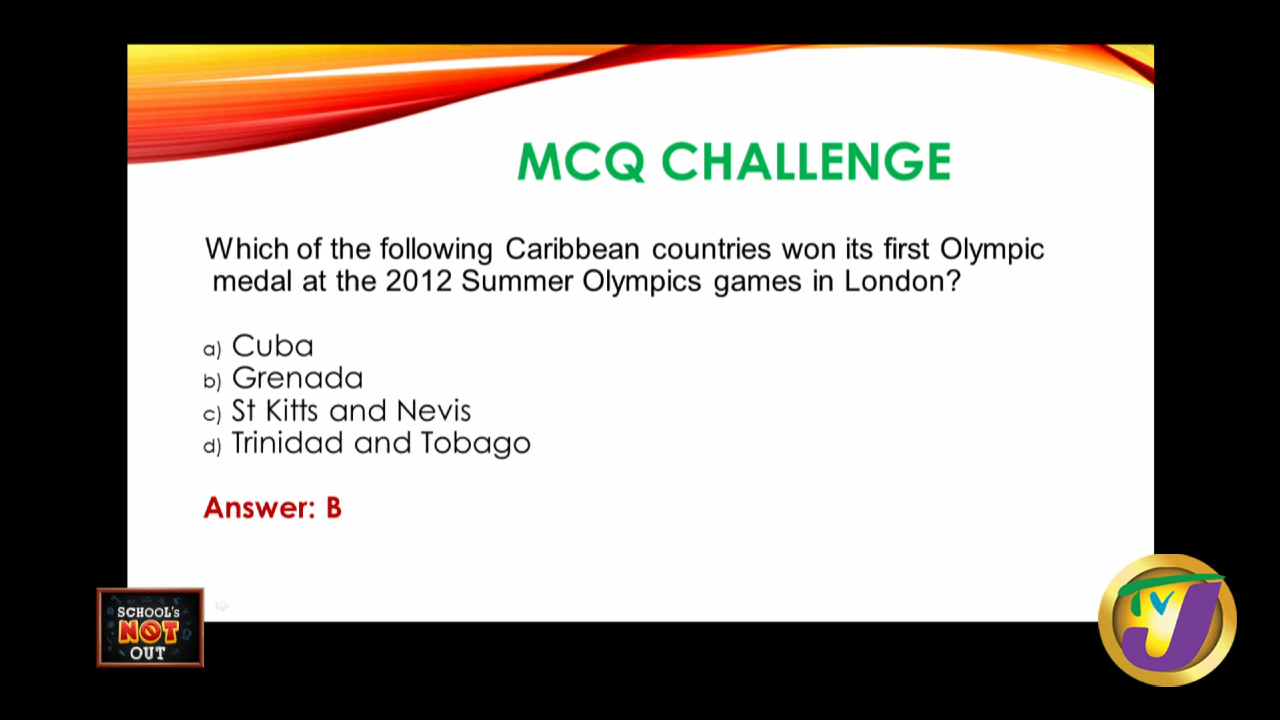 MCQ CHALLENGE
Which of the following Caribbean countries won its first Olympic
medal at the 2012 Summer Olympics games in London?
a) Cuba
b) Grenada
c) St Kitts and Nevis
d) Trinidad and Tobago
Answer: B
SCHOOL's
NOT
OUT
TVJ